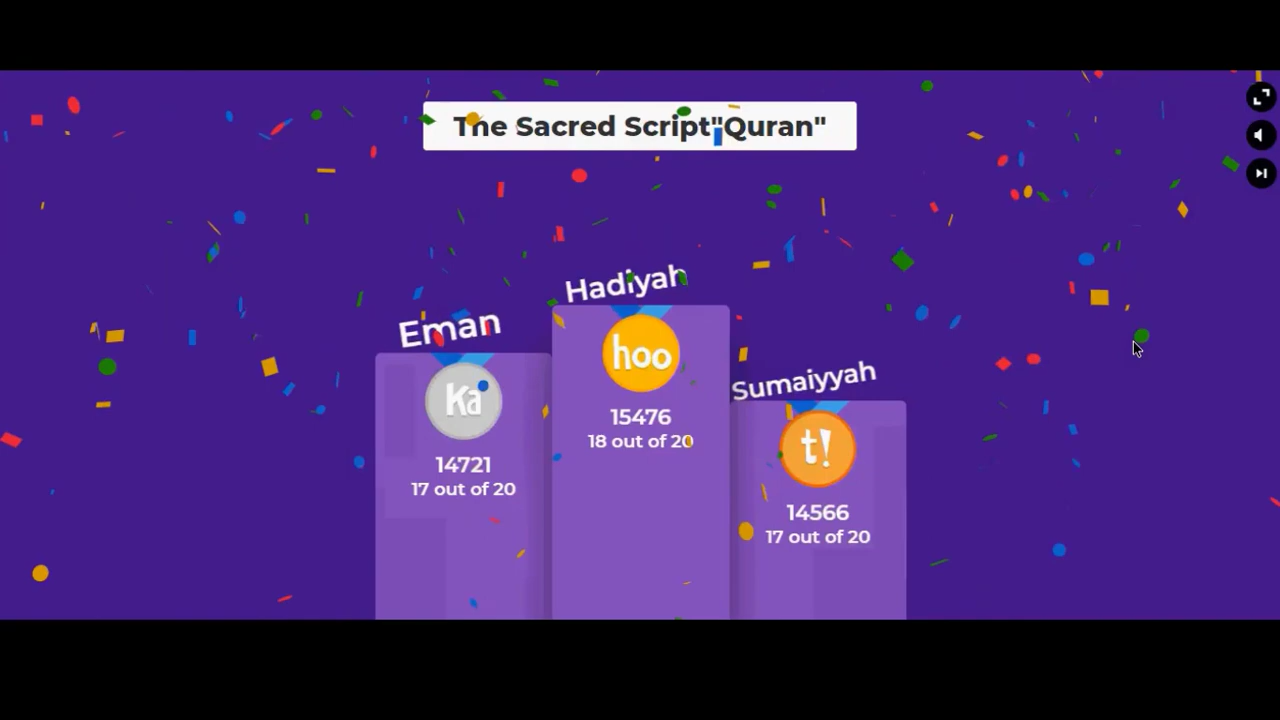 The Sacred Script"Quran"
Hadiyah
hoo
15476
18 out of 20
Eman
Ka
14721
17 out of 20
Sumaiyyah
t!
14566
17 out of 20